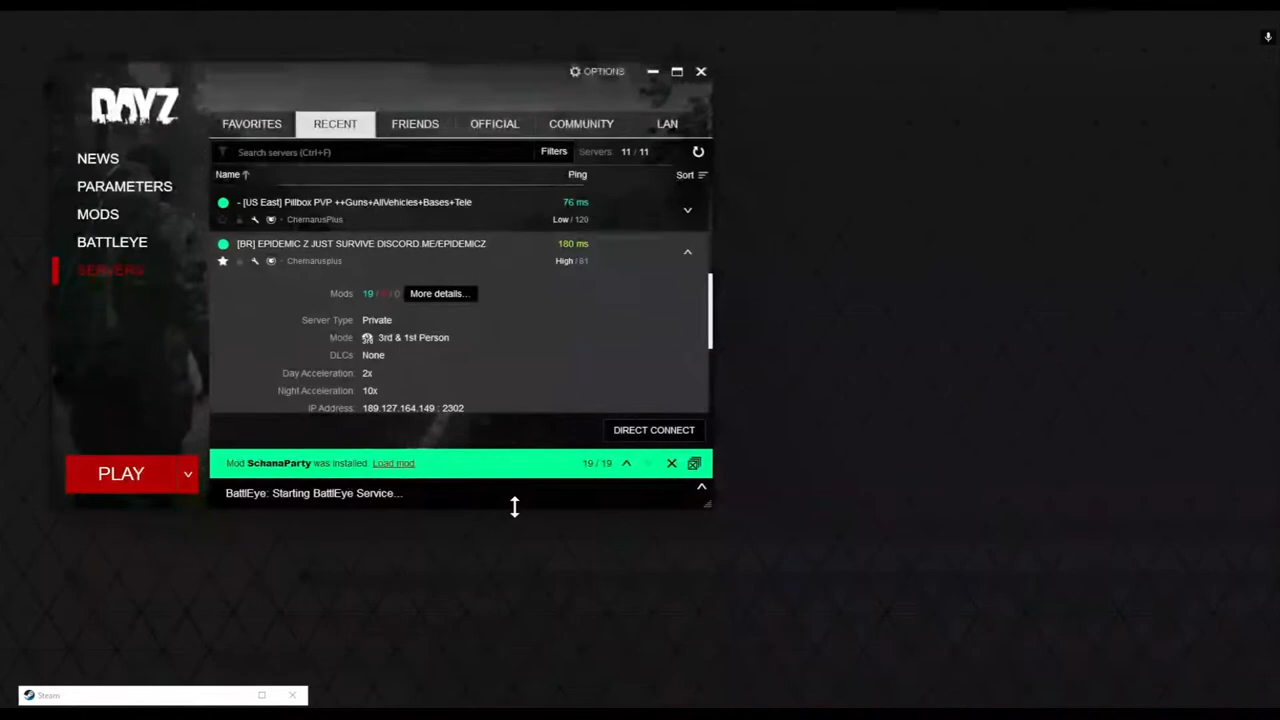 OPTIONS
DAYZ
FAVORITES RECENT FRIENDS OFFICIAL COMMUNITY LAN
NEWS
PARAMETERS
MODS
BATTLEYE
SERVERS
Search servers (Ctrl+F) Filters Servers: 11 / 11
Name Ping Sort
- [US East] Pillbox PVP ++Guns+AllVehicles+Bases+Tele 76 ms
ChernarusPlus Low / 120
[BR] EPIDEMIC Z JUST SURVIVE DISCORD.ME/EPIDEMICZ 180 ms
Chernarusplus High / 81
Mods 19 / 0 / 0 More details...
Server Type Private
Mode 3rd & 1st Person
DLCs None
Day Acceleration 2x
Night Acceleration 10x
IP Address 189.127.164.149 : 2302
DIRECT CONNECT
PLAY
Mod SchanaParty was installed. Load mod 19 / 19
BattlEye: Starting BattlEye Service...
Steam